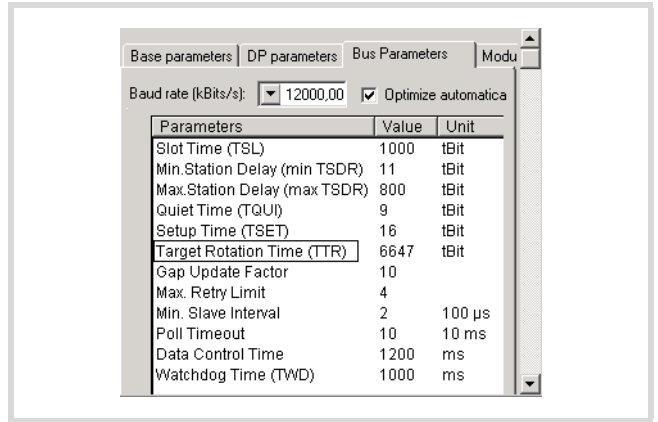 Base parameters DP parameters Bus Parameters Modu
Baud rate (kBits/s): 12000,00 Optimize automatica
Parameters Value Unit
Slot Time (TSL) 1000 tBit
Min.Station Delay (min TSDR) 11 tBit
Max.Station Delay (max TSDR) 800 tBit
Quiet Time (TQUI) 9 tBit
Setup Time (TSET) 16 tBit
Target Rotation Time (TTR) 6647 tBit
Gap Update Factor 10
Max. Retry Limit 4
Min. Slave Interval 2 100 µs
Poll Timeout 10 10 ms
Data Control Time 1200 ms
Watchdog Time (TWD) 1000 ms